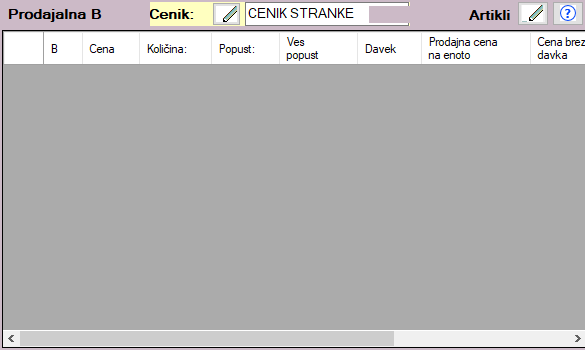 Prodajalna B Cenik: CENIK STRANKE Artikli ?
B Cena Količina: Popust: Ves popust Davek Prodajna cena na enoto Cena brez davka